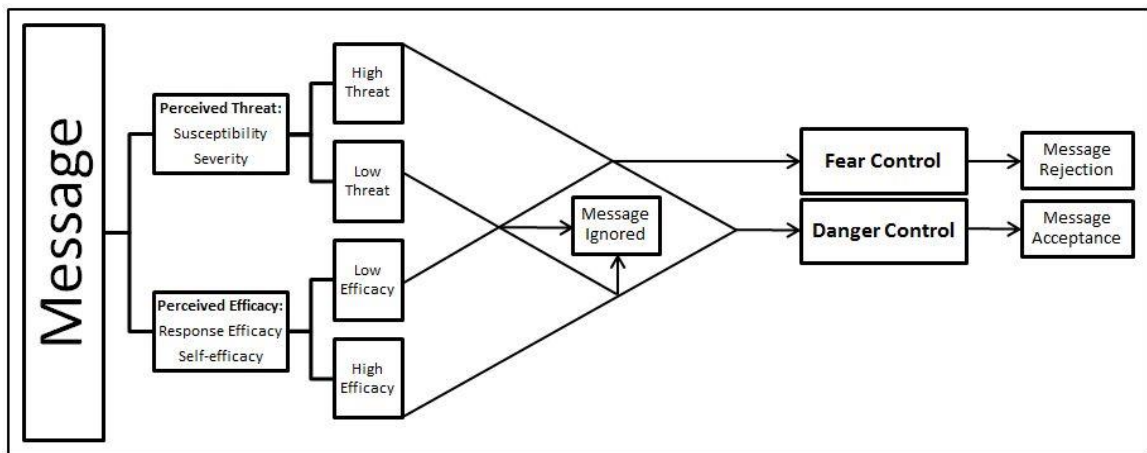 Message
Perceived Threat:
Susceptibility
Severity
Perceived Efficacy:
Response Efficacy
Self-efficacy
High
Threat
Low
Threat
Low
Efficacy
High
Efficacy
Message
Ignored
Fear Control
Danger Control
Message
Rejection
Message
Acceptance